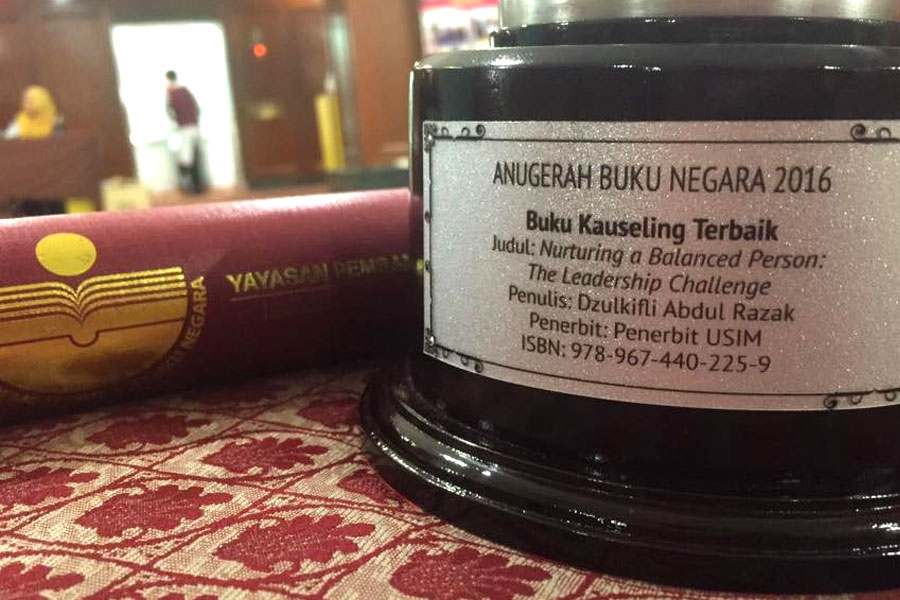 ANUGERAH BUKU NEGARA 2016
Buku Kauseling Terbaik
Judul: Nurturing a Balanced Person:
The Leadership Challenge
Penulis: Dzulkifli Abdul Razak
Penerbit: Penerbit USIM
ISBN: 978-967-440-225-9
YAYASAN
NEGARA